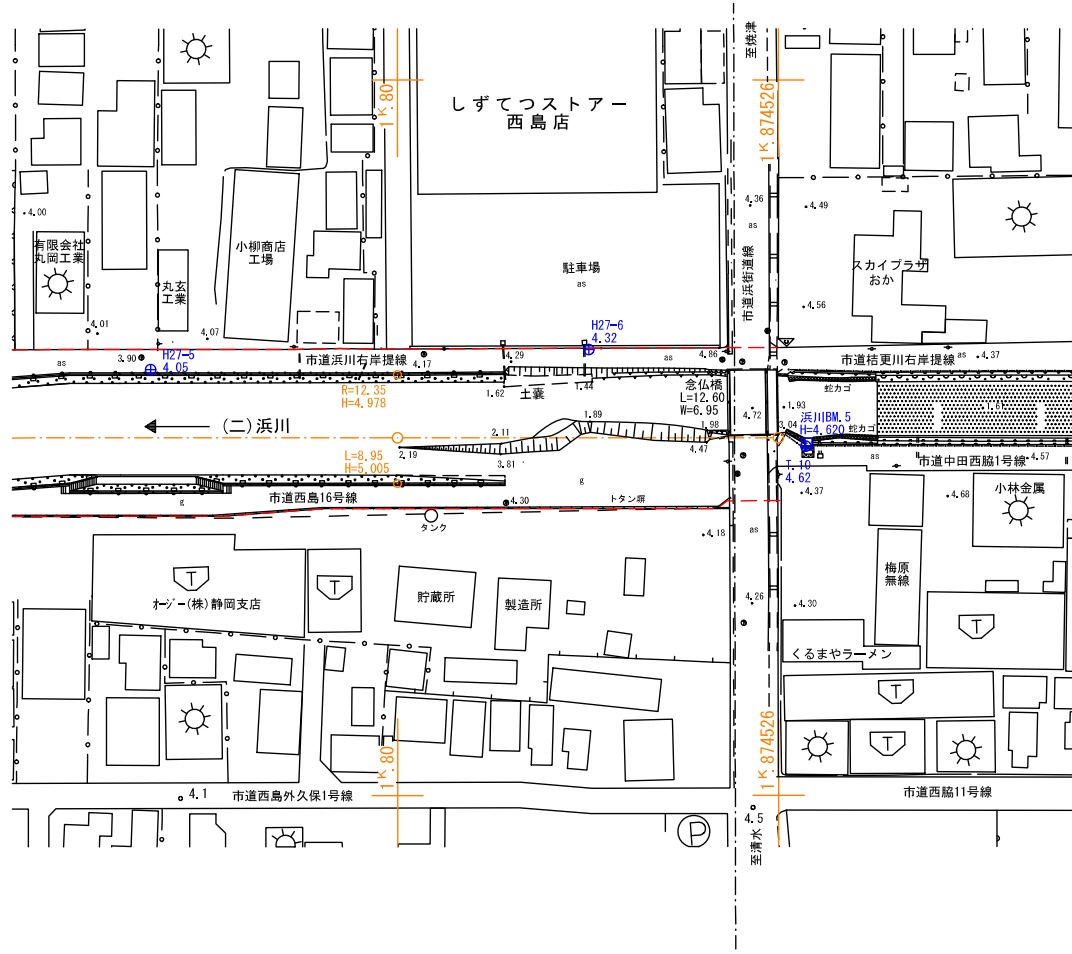 至焼津
1K.80
1K.874526
しずてつストアー
西島店
4.36
as
4.49
4.00
有限会社
丸岡工業
小柳商店
工場
駐車場
as
市道浜街道線
スカイプラザ
おか
丸玄
工業
4.56
4.01
4.07
H27-6
4.32
3.90
H27-5
4.05
as
市道浜川右岸提線
4.17
4.29
as
4.86
市道桔更川右岸提線
as
4.37
R=12.35
H=4.978
1.62
土嚢
1.44
念仏橋
L=12.60
W=6.95
4.72
1.93
蛇カゴ
1.61
(二)浜川
1.89
2.11
1.98
3.04
浜川BM.5
H=4.620
蛇カゴ
L=8.95
H=5.005
2.19
3.81
4.47
T.10
4.62
as
市道中田西脇1号線
4.57
市道西島16号線
g
g
4.30
トタン塀
4.37
4.68
小林金属
タンク
4.18
as
オージー(株)静岡支店
T
T
貯蔵所
製造所
4.26
4.30
梅原
無線
T
くるまやラーメン
T
T
1K.80
1K.874526
4.1
市道西島外久保1号線
市道西脇11号線
4.5
P
至清水